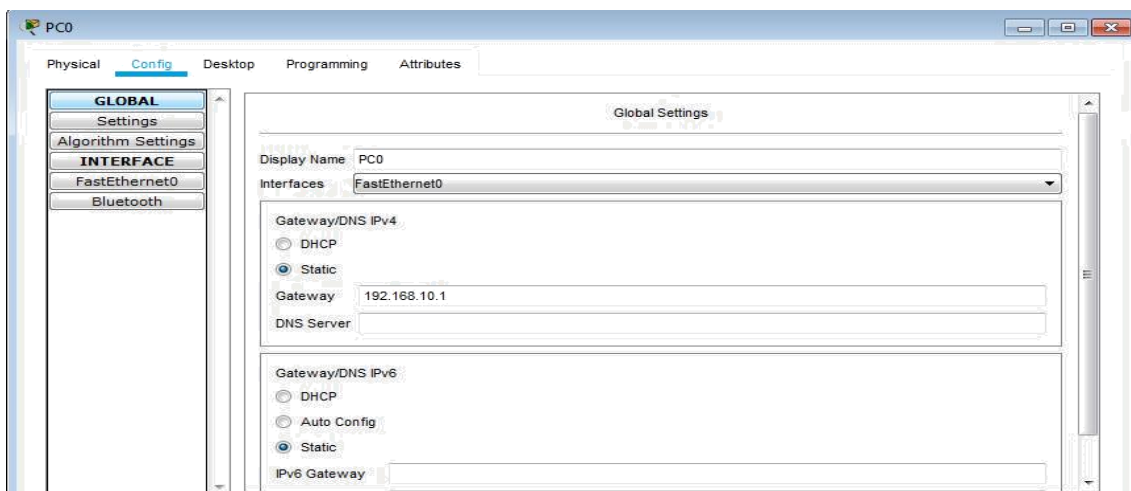 PC0
Physical Config Desktop Programming Attributes
GLOBAL
Settings
Algorithm Settings
INTERFACE
FastEthernet0
Bluetooth
Global Settings
Display Name PC0
Interfaces FastEthernet0
Gateway/DNS IPv4
DHCP
Static
Gateway 192.168.10.1
DNS Server
Gateway/DNS IPv6
DHCP
Auto Config
Static
IPv6 Gateway